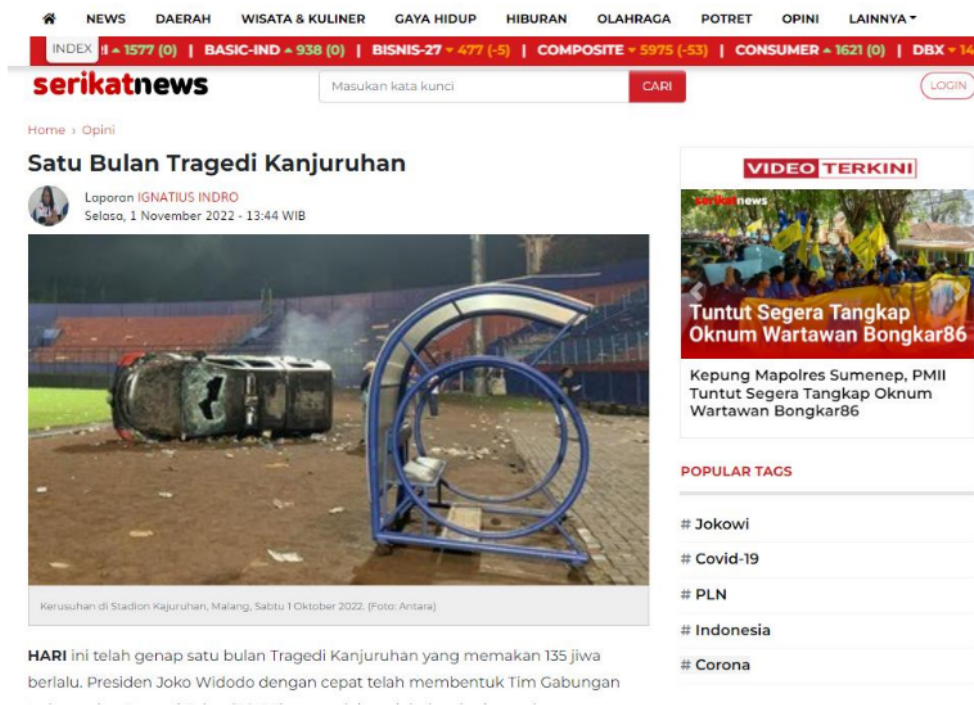 NEWS DAERAH WISATA & KULINER GAYA HIDUP HIBURAN OLAHRAGA POTRET OPINI LAINNYA
INDEX 1577 (0) | BASIC-IND 938 (0) | BISNIS-27 477 (-5) | COMPOSITE 5975 (-53) | CONSUMER 1621 (0) | DBX
serikatnews
Masukan kata kunci
CARI
LOGIN
Home › Opini
Satu Bulan Tragedi Kanjuruhan
Laporan IGNATIUS INDRO
Selasa, 1 November 2022 - 13:44 WIB
Kerusuhan di Stadion Kajuruhan, Malang, Sabtu 1 Oktober 2022. (Foto: Antara)
HARI ini telah genap satu bulan Tragedi Kanjuruhan yang memakan 135 jiwa
berlalu. Presiden Joko Widodo dengan cepat telah membentuk Tim Gabungan
VIDEO TERKINI
serikatnews
Tuntut Segera Tangkap
Oknum Wartawan Bongkar86
Kepung Mapolres Sumenep, PMII
Tuntut Segera Tangkap Oknum
Wartawan Bongkar86
POPULAR TAGS
# Jokowi
# Covid-19
# PLN
# Indonesia
# Corona